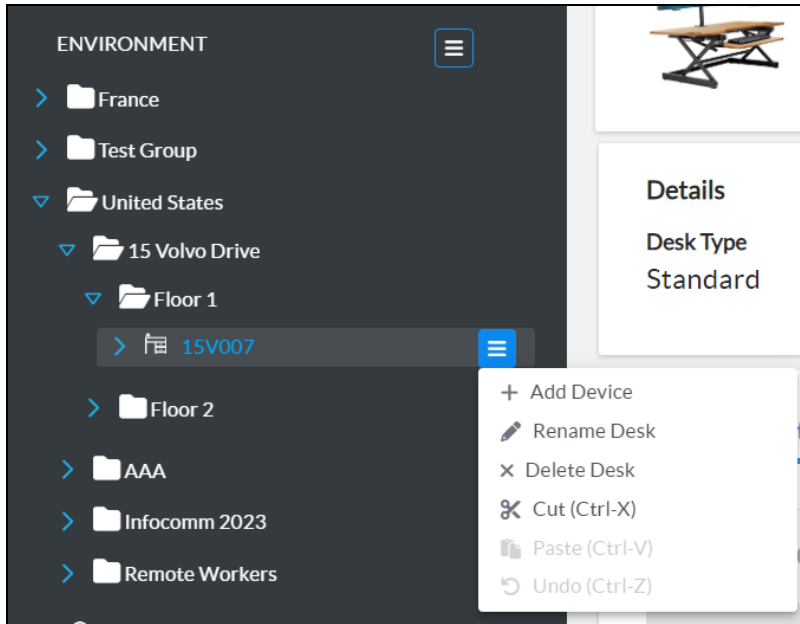 ENVIRONMENT
France
Test Group
United States
15 Volvo Drive
Floor 1
15V007
Floor 2
AAA
Infocomm 2023
Remote Workers
Details
Desk Type
Standard
Add Device
Rename Desk
Delete Desk
Cut (Ctrl-X)
Paste (Ctrl-V)
Undo (Ctrl-Z)